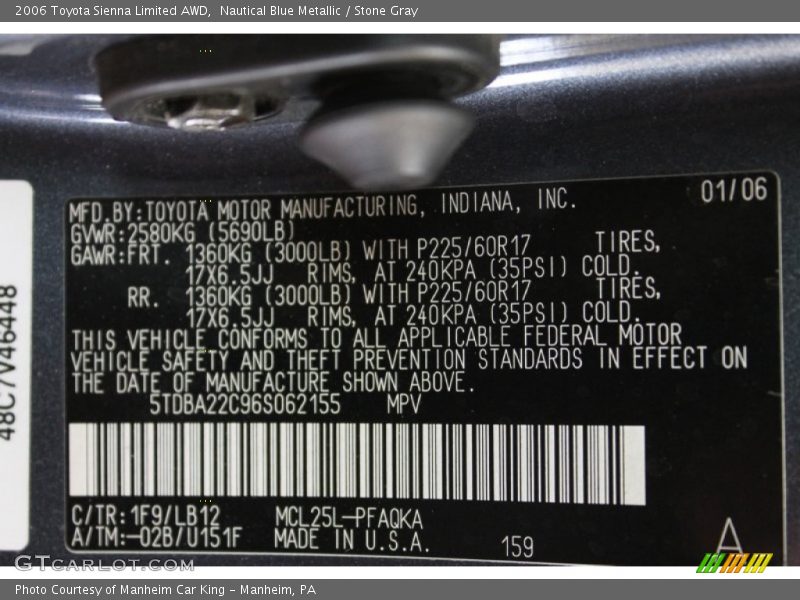 2006 Toyota Sienna Limited AWD,  Nautical Blue Metallic / Stone Gray
01/06
MFD.BY:TOYOTA MOTOR MANUFACTURING, INDIANA, INC.
GVWR:2580KG (5690LB)
GAWR:FRT. 1360KG (3000LB) WITH P225/60R17 TIRES,
17X6.5JJ RIMS, AT 240KPA (35PSI) COLD.
RR. 1360KG (3000LB) WITH P225/60R17 TIRES,
17X6.5JJ RIMS, AT 240KPA (35PSI) COLD.
THIS VEHICLE CONFORMS TO ALL APPLICABLE FEDERAL MOTOR
VEHICLE SAFETY AND THEFT PREVENTION STANDARDS IN EFFECT ON
THE DATE OF MANUFACTURE SHOWN ABOVE.
5TDBA22C96S062155 MPV
C/TR:1F9/LB12 MCL25L-PFAQKA
A/TM:-02B/U151F MADE IN U.S.A. 159
A
48C7V46448
GTCARLOT.COM
Photo Courtesy of Manheim Car King - Manheim, PA